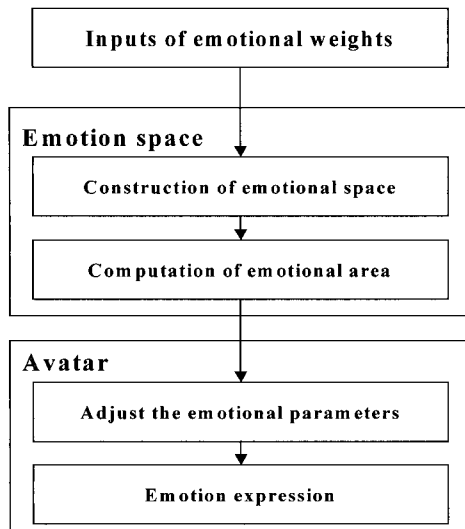 Inputs of emotional weights
Emotion space
Construction of emotional space
Computation of emotional area
Avatar
Adjust the emotional parameters
Emotion expression